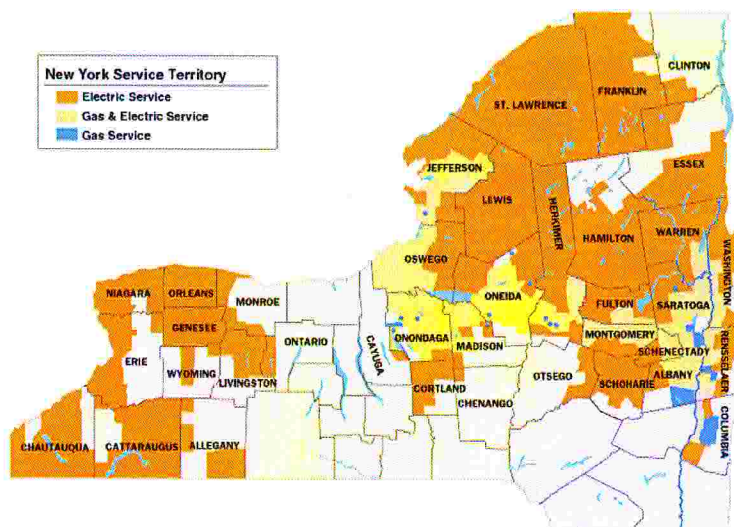 New York Service Territory
Electric Service
Gas & Electric Service
Gas Service
CLINTON
FRANKLIN
ST. LAWRENCE
ESSEX
JEFFERSON
LEWIS
HERKIMER
HAMILTON
WARREN
WASHINGTON
OSWEGO
NIAGARA
ORLEANS
MONROE
ONEIDA
FULTON
SARATOGA
GENESEE
ONTARIO
CAYUGA
ONONDAGA
MADISON
MONTGOMERY
SCHENECTADY
RENSSELAER
ERIE
WYOMING
LIVINGSTON
CORTLAND
OTSEGO
SCHOHARIE
ALBANY
CHENANGO
COLUMBIA
CHAUTAUQUA
CATTARAUGUS
ALLEGANY